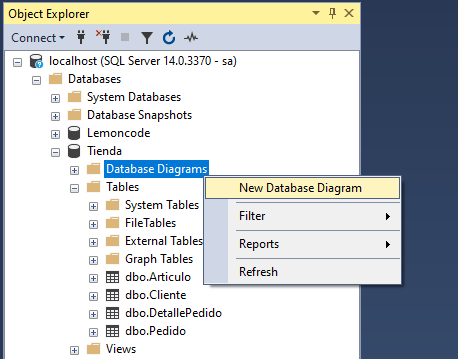 Object Explorer
Connect
localhost (SQL Server 14.0.3370 - sa)
Databases
System Databases
Database Snapshots
Lemoncode
Tienda
Database Diagrams
New Database Diagram
Tables
System Tables
Filter
FileTables
External Tables
Reports
Graph Tables
Refresh
dbo.Articulo
dbo.Cliente
dbo.DetallePedido
dbo.Pedido
Views